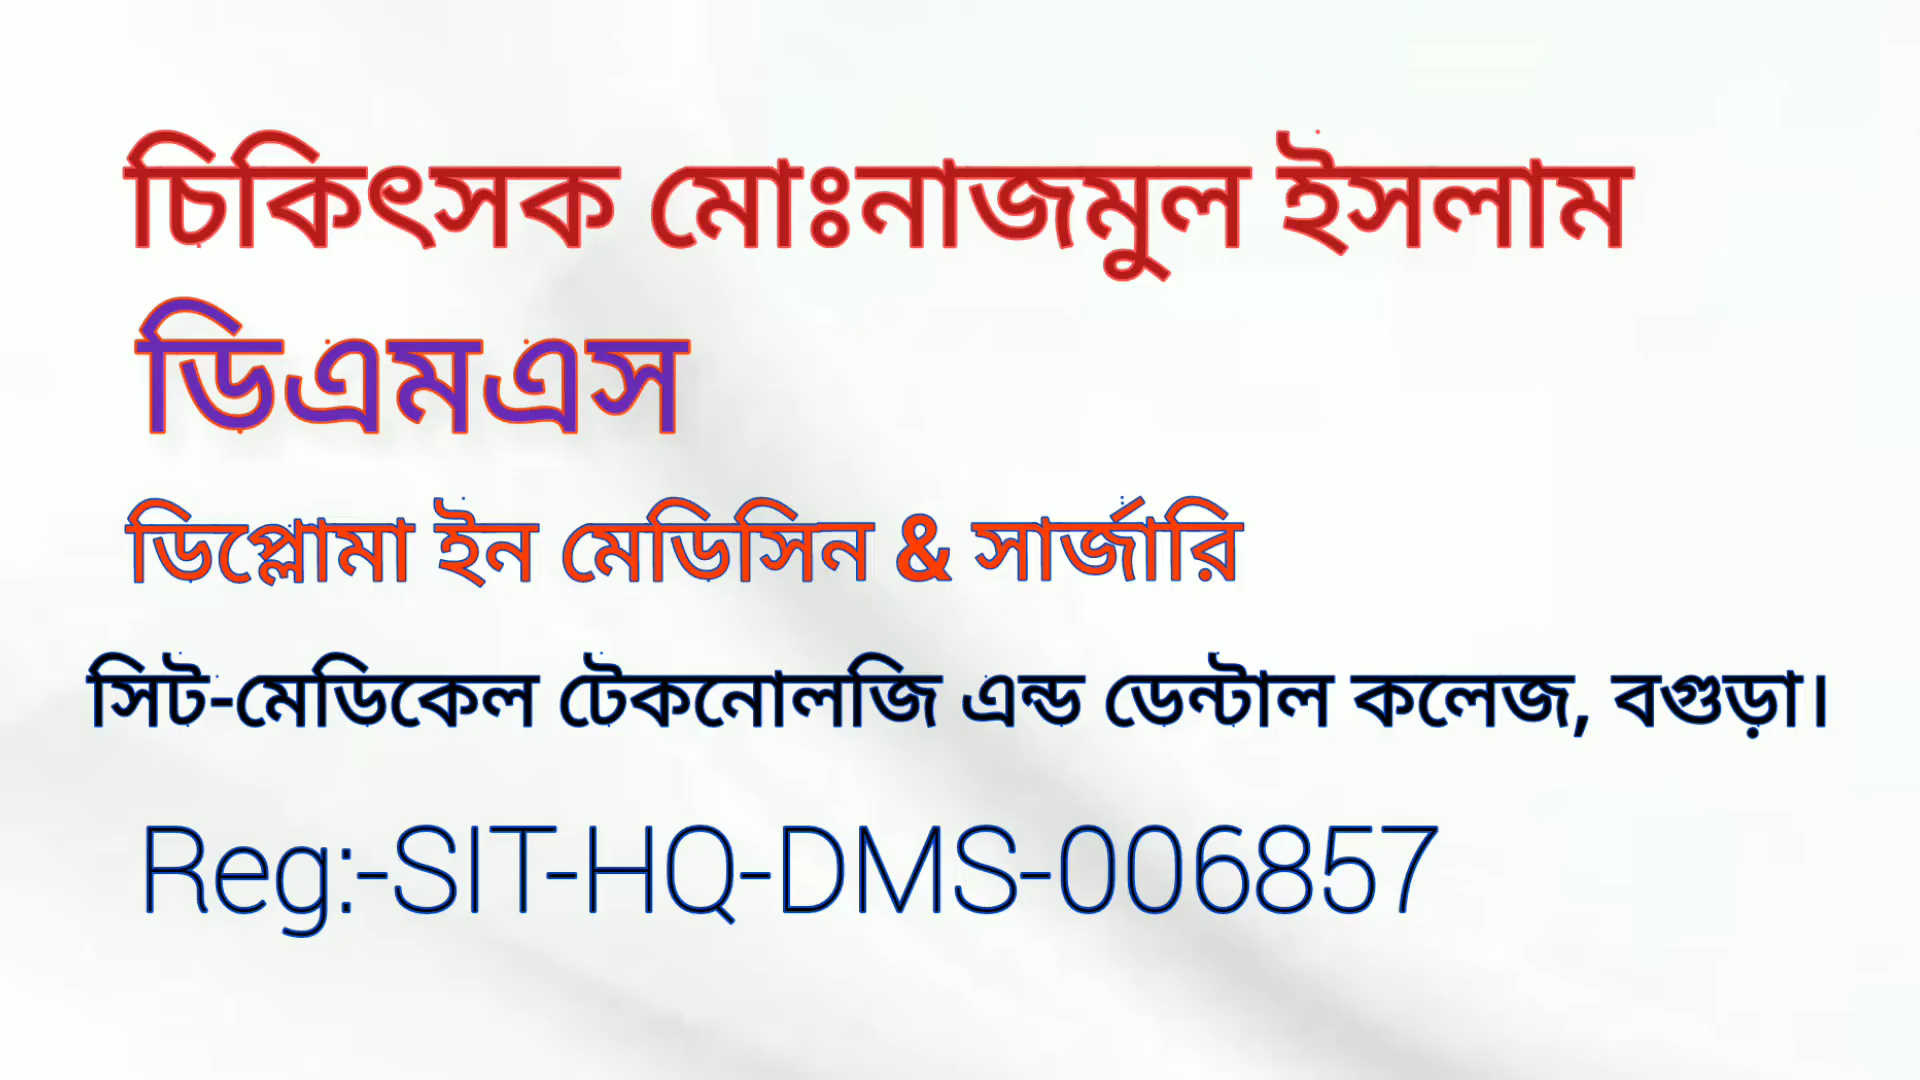 চিকিৎসক মোঃনাজমুল ইসলাম
ডিএমএস
ডিপ্লোমা ইন মেডিসিন & সার্জারি
সিট-মেডিকেল টেকনোলজি এন্ড ডেন্টাল কলেজ, বগুড়া।
Reg:-SIT-HQ-DMS-006857